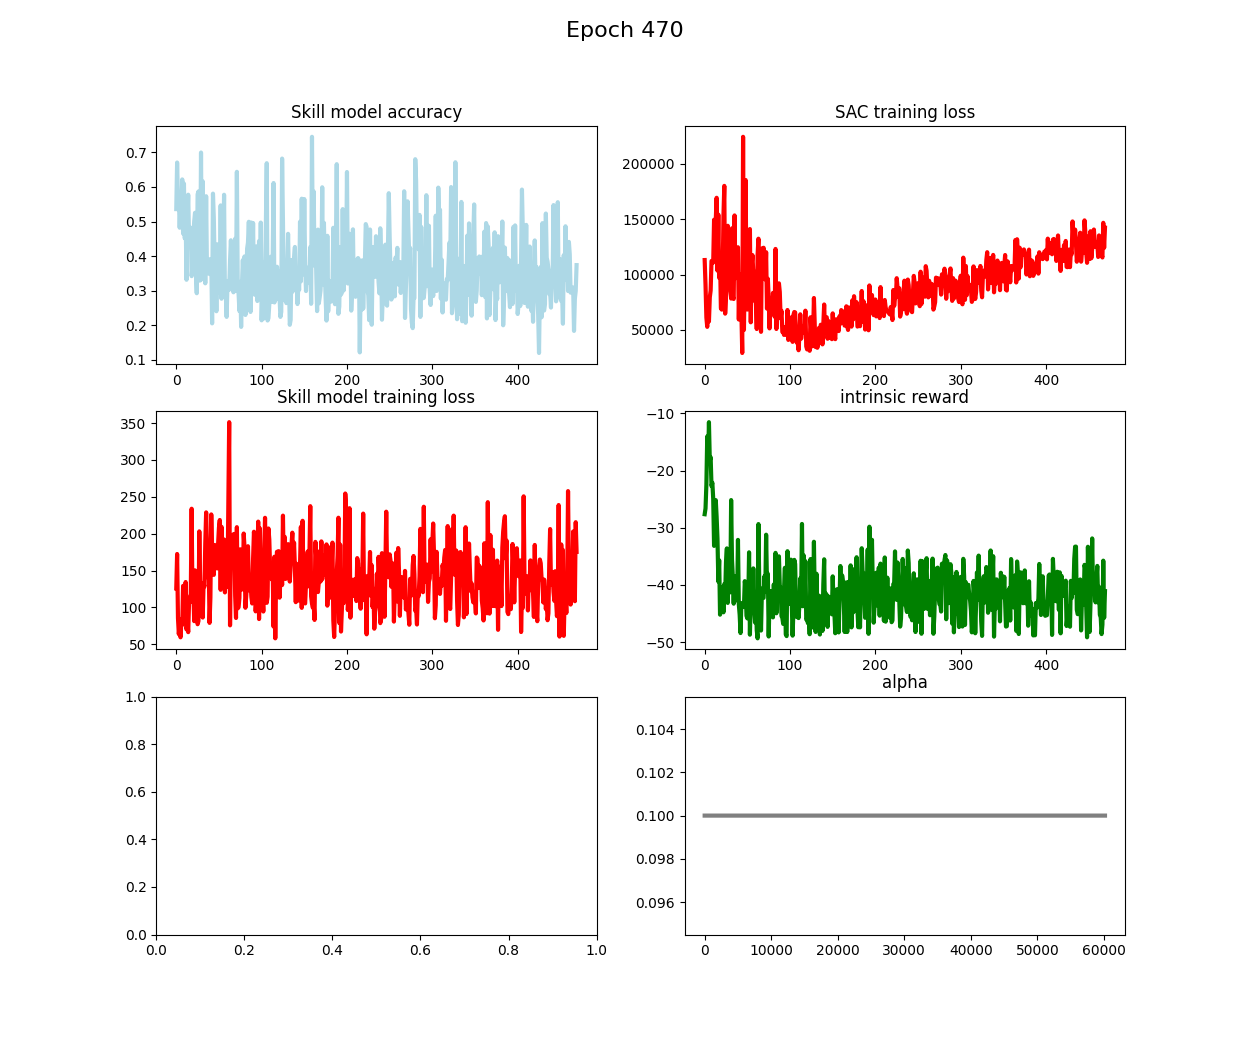 Epoch 470
Skill model accuracy
0.7
0.6
0.5
0.4
0.3
0.2
0.1
0 100 200 300 400
SAC training loss
200000
150000
100000
50000
0 100 200 300 400
Skill model training loss
350
300
250
200
150
100
50
0 100 200 300 400
intrinsic reward
−10
−20
−30
−40
−50
0 100 200 300 400
1.0
0.8
0.6
0.4
0.2
0.0
0.0 0.2 0.4 0.6 0.8 1.0
alpha
0.104
0.102
0.100
0.098
0.096
0 10000 20000 30000 40000 50000 60000